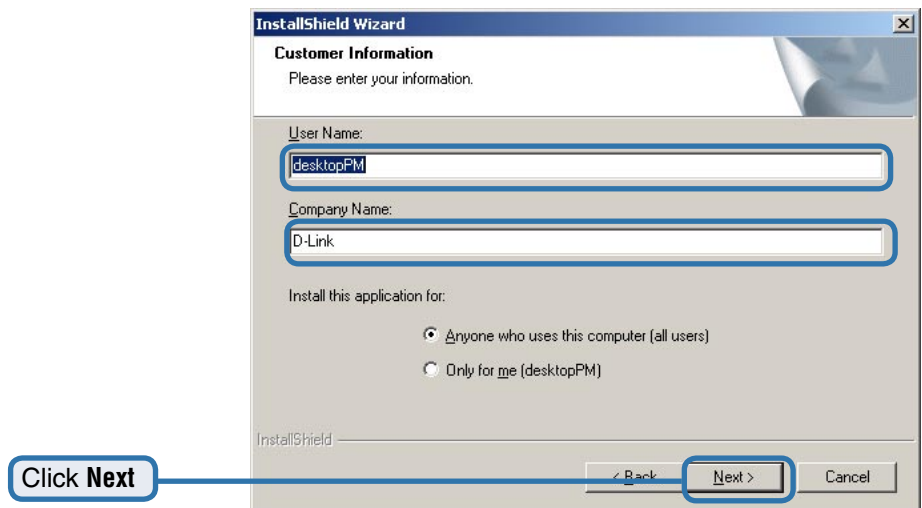 InstallShield Wizard
Customer Information
Please enter your information.
User Name:
desktopPM
Company Name:
D-Link
Install this application for:
Anyone who uses this computer (all users)
Only for me (desktopPM)
InstallShield
Click Next
< Back
Next >
Cancel